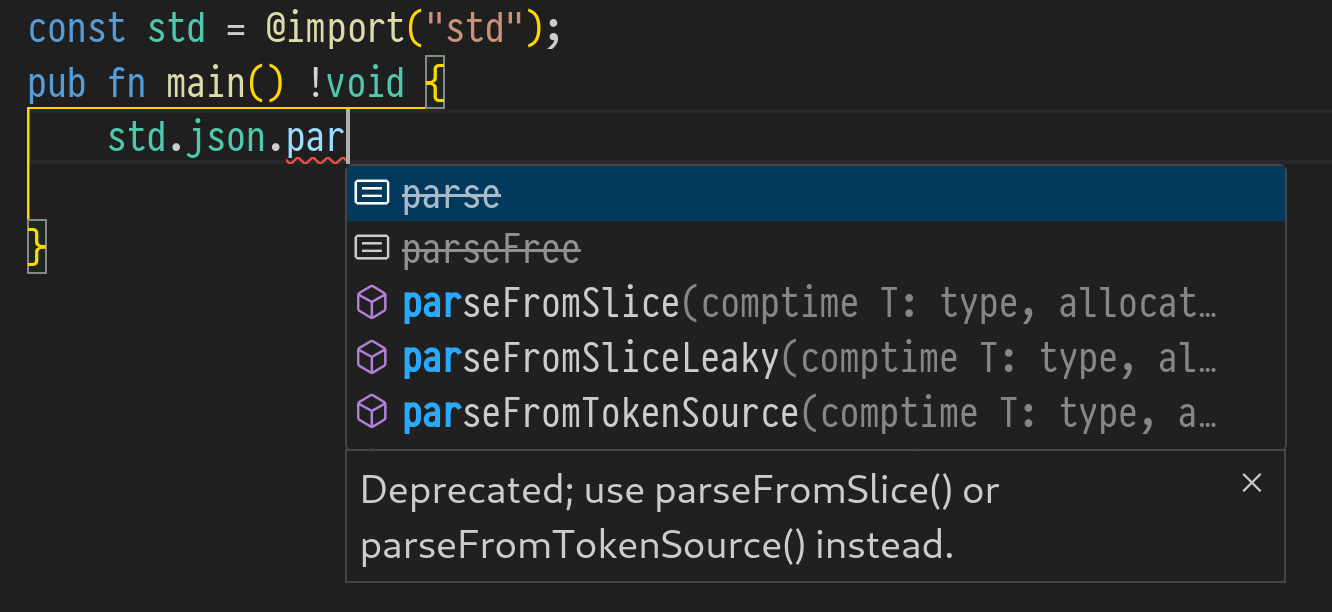 const std = @import("std");
pub fn main() !void {
    std.json.par
parse
parseFree
parseFromSlice(comptime T: type, allocat…
parseFromSliceLeaky(comptime T: type, al…
parseFromTokenSource(comptime T: type, a…
Deprecated; use parseFromSlice() or
parseFromTokenSource() instead.
}